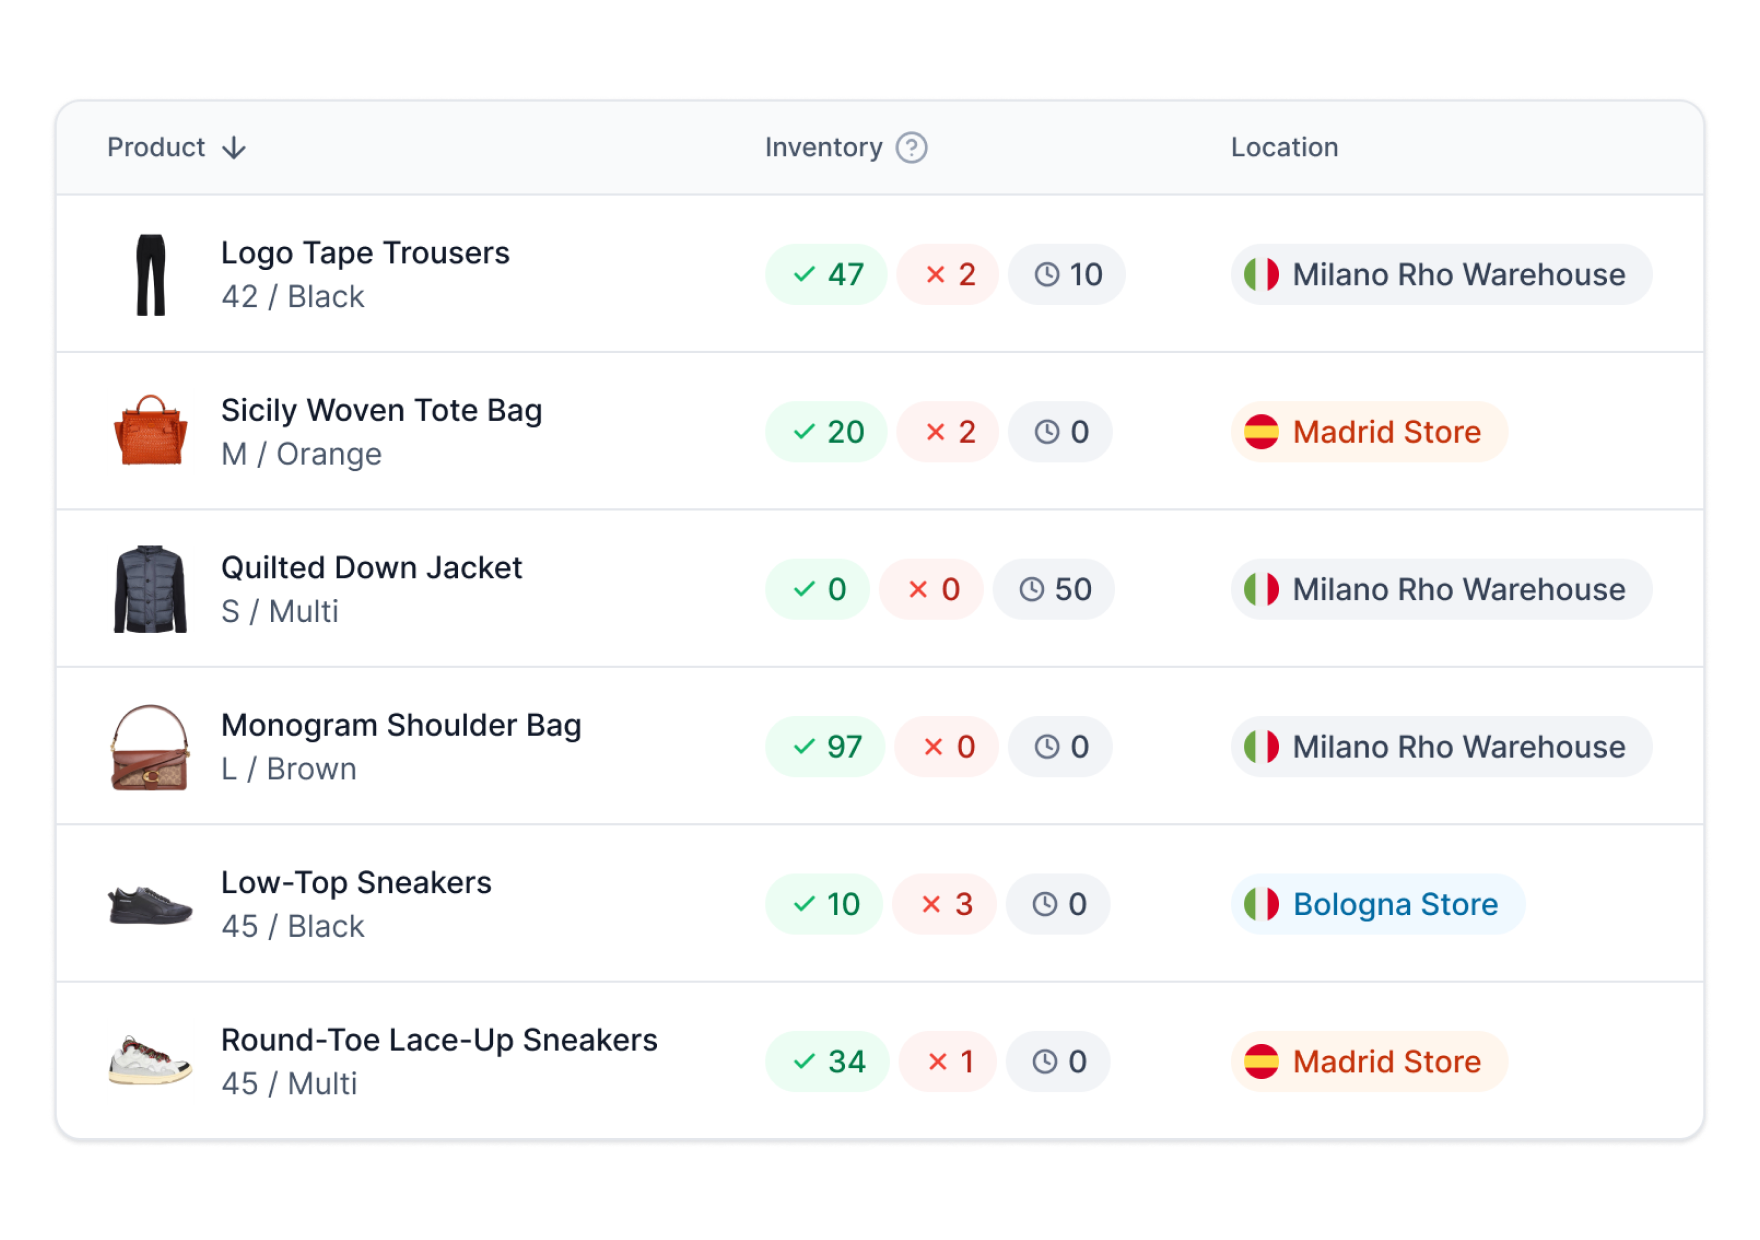 Product Inventory Location
Logo Tape Trousers
42 / Black
47 2 10 Milano Rho Warehouse
Sicily Woven Tote Bag
M / Orange
20 2 0 Madrid Store
Quilted Down Jacket
S / Multi
0 0 50 Milano Rho Warehouse
Monogram Shoulder Bag
L / Brown
97 0 0 Milano Rho Warehouse
Low-Top Sneakers
45 / Black
10 3 0 Bologna Store
Round-Toe Lace-Up Sneakers
45 / Multi
34 1 0 Madrid Store